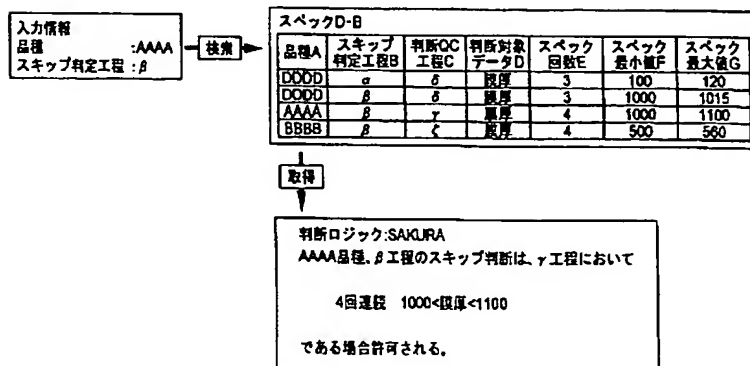 入力情報
品種 :AAAA
スキップ判定工程 :β
検索
スペックD-B
品種A スキップ判定工程B 判断QC工程C 判断対象データD スペック回数E スペック最小値F スペック最大値G
DDDD α δ 膜厚 3 100 120
DDDD β δ 膜厚 3 1000 1015
AAAA β γ 膜厚 4 1000 1100
BBBB β ζ 膜厚 4 500 560
取得
判断ロジック:SAKURA
AAAA品種、β工程のスキップ判断は、γ工程において
4回連続 1000<膜厚<1100
である場合許可される。